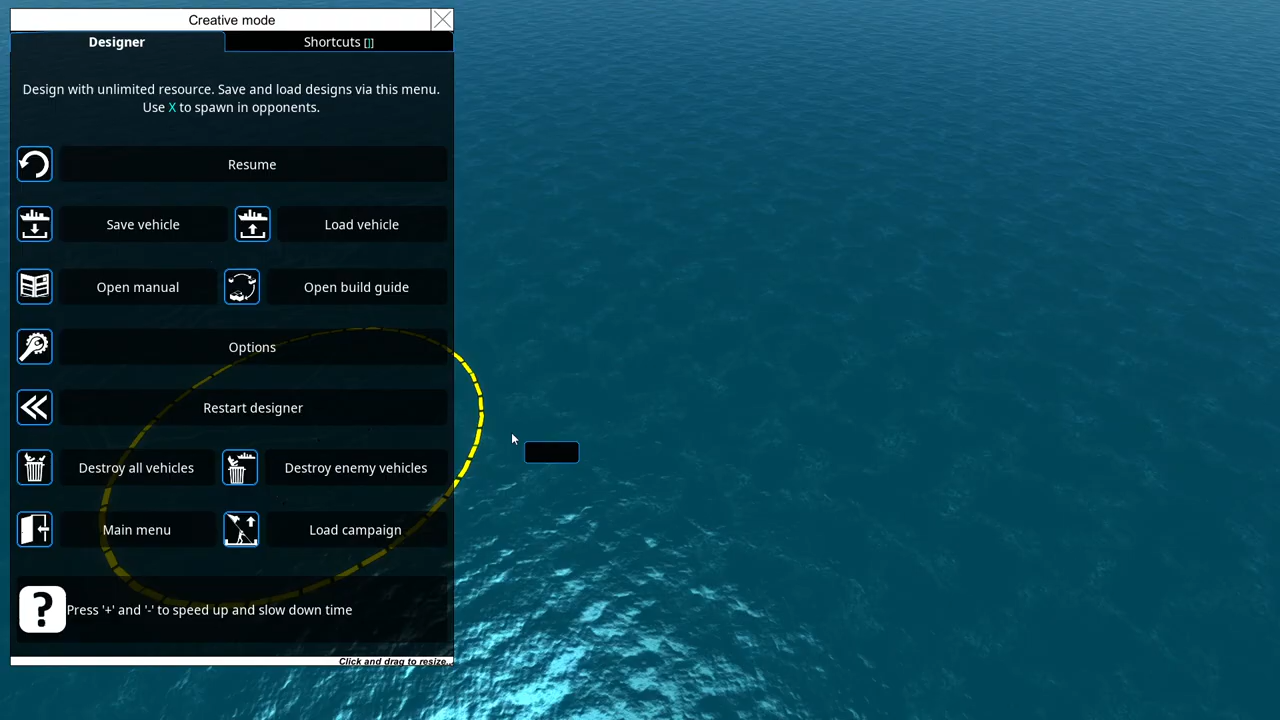 Creative mode
Designer
Shortcuts []]
Design with unlimited resource. Save and load designs via this menu.
Use X to spawn in opponents.
Resume
Save vehicle
Load vehicle
Open manual
Open build guide
Options
Restart designer
Destroy all vehicles
Destroy enemy vehicles
Main menu
Load campaign
?
Press '+' and '-' to speed up and slow down time
Click and drag to resize..